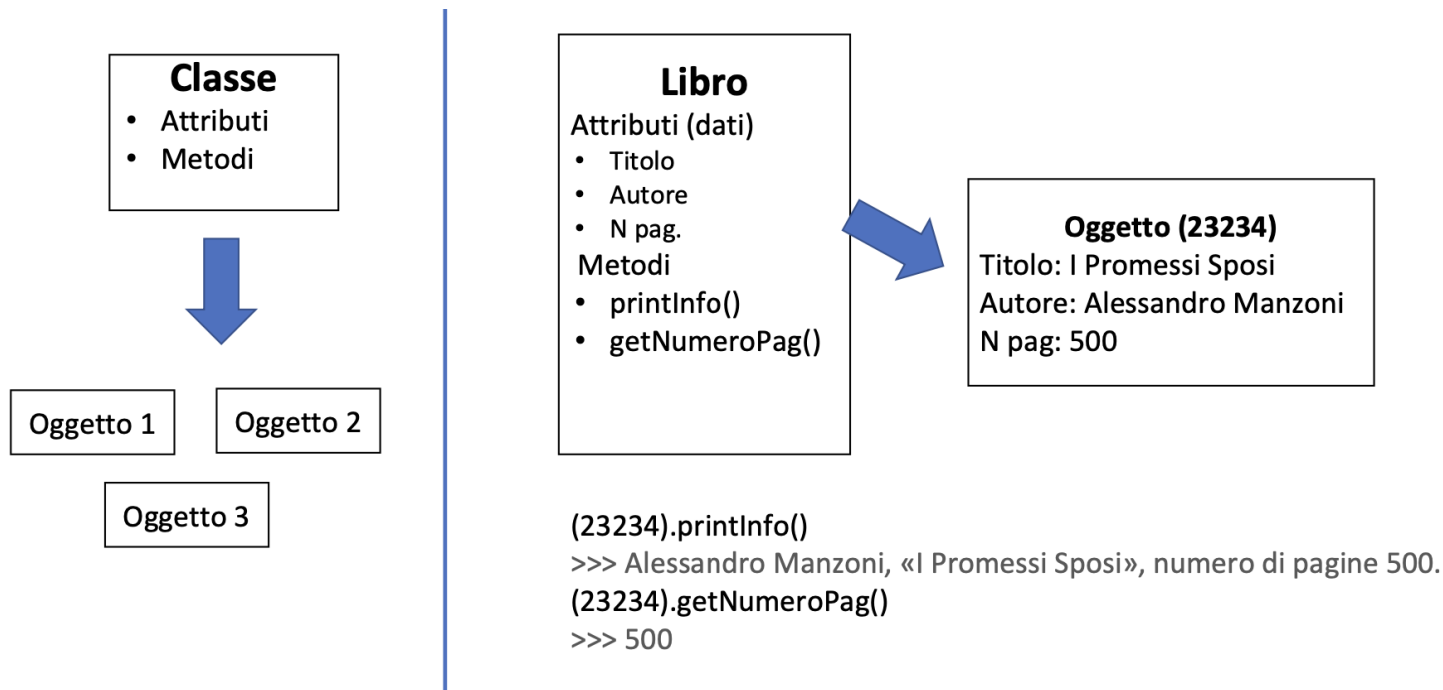 Classe
• Attributi
• Metodi
Oggetto 1
Oggetto 2
Oggetto 3
Libro
Attributi (dati)
• Titolo
• Autore
• N pag.
Metodi
• printInfo()
• getNumeroPag()
Oggetto (23234)
Titolo: I Promessi Sposi
Autore: Alessandro Manzoni
N pag: 500
(23234).printInfo()
>>> Alessandro Manzoni, «I Promessi Sposi», numero di pagine 500.
(23234).getNumeroPag()
>>> 500